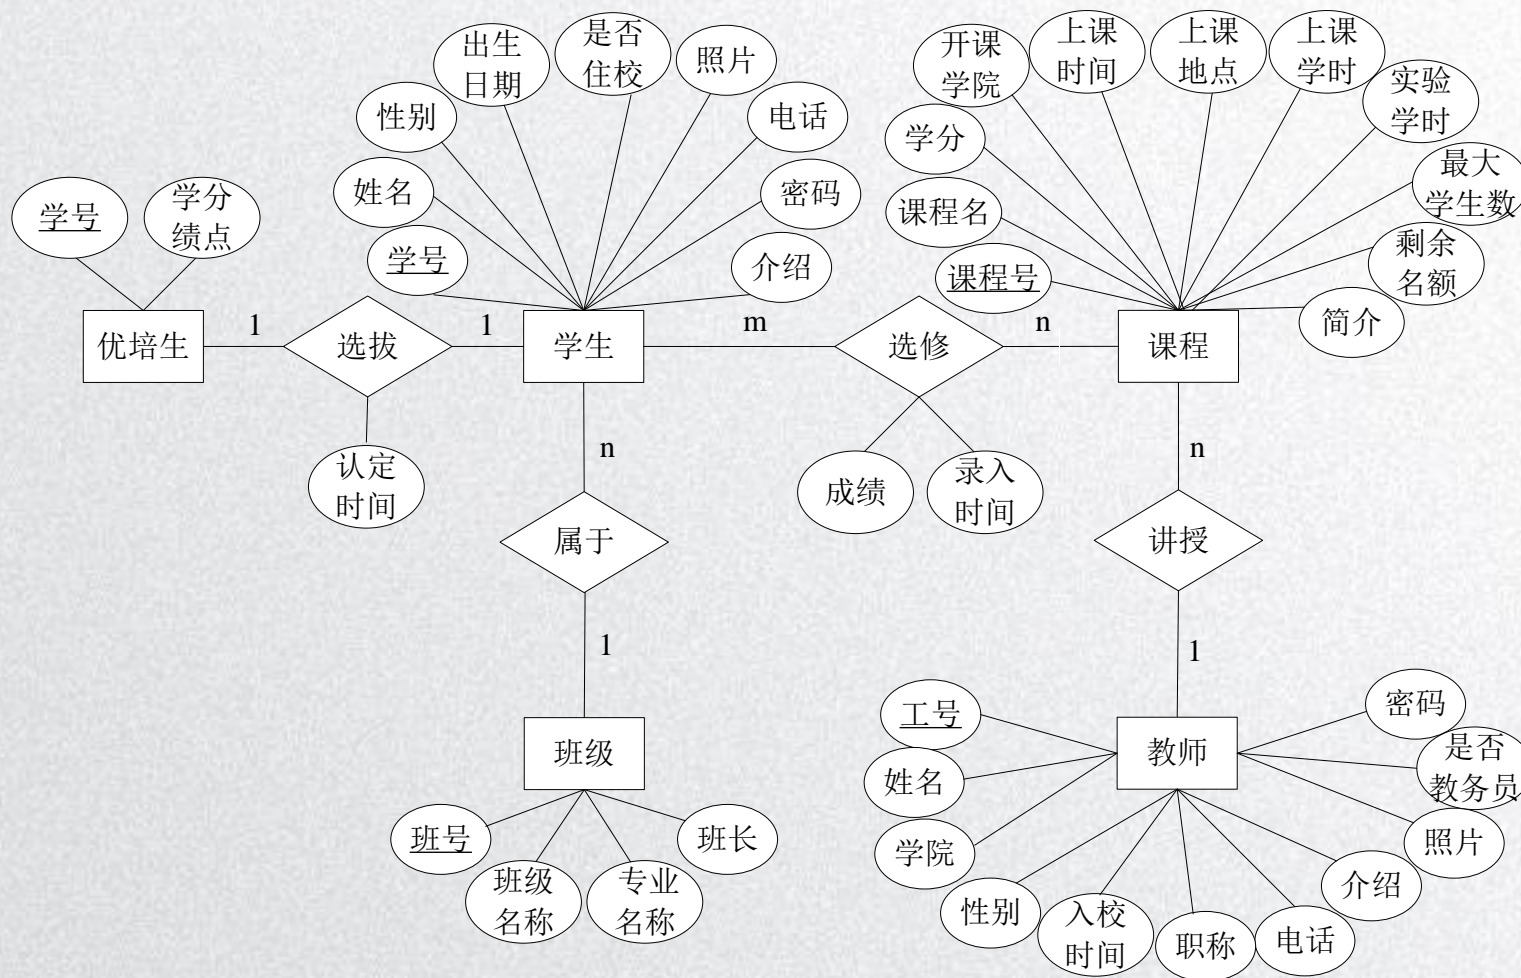 出生
日期
是否
住校
照片
性别
电话
姓名
密码
学号
介绍
学号
学分
绩点
开课
学院
上课
时间
上课
地点
上课
学时
实验
学时
学分
最大
学生数
课程名
剩余
名额
课程号
简介
优培生
1
选拔
1
学生
m
选修
n
课程
认定
时间
n
成绩
录入
时间
n
属于
讲授
1
1
班级
教师
班号
班级
名称
专业
名称
班长
工号
姓名
学院
性别
入校
时间
职称
电话
介绍
照片
是否
教务员
密码